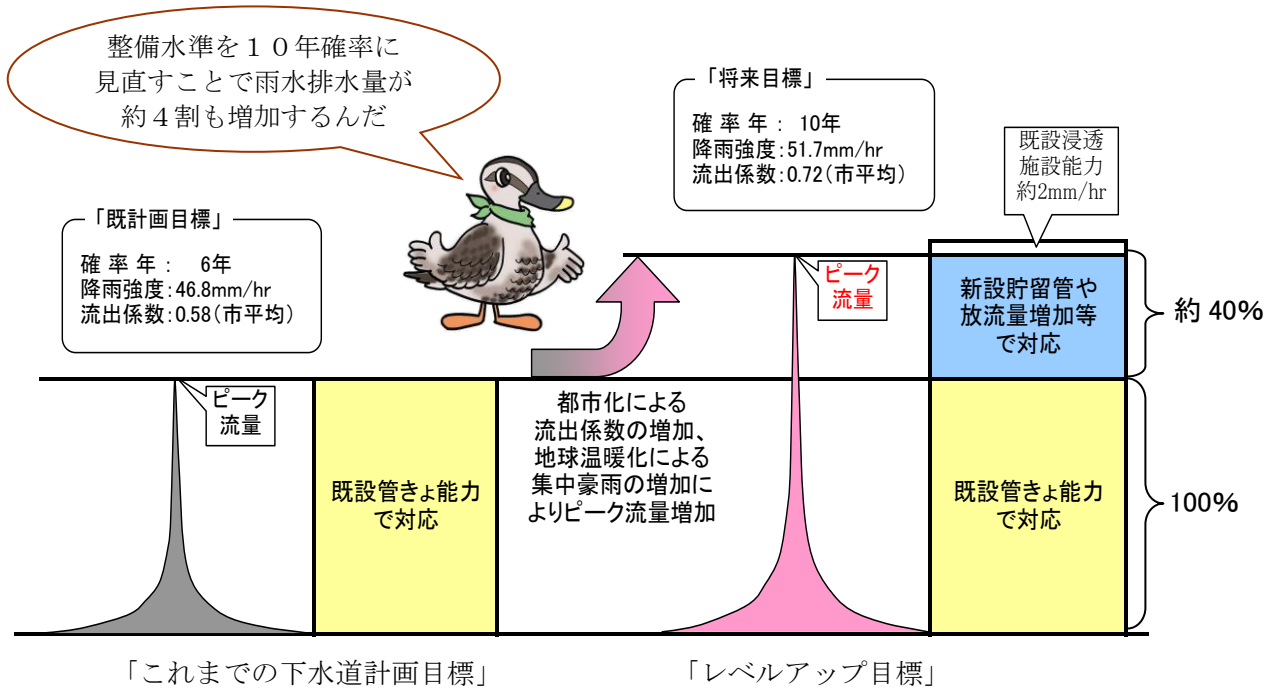 整備水準を１０年確率に
見直すことで雨水排水量が
約４割も増加するんだ
「将来目標」
確 率 年 : 10年
降雨強度:51.7mm/hr
流出係数:0.72(市平均)
既設浸透
施設能力
約2mm/hr
「既計画目標」
確 率 年 : 6年
降雨強度:46.8mm/hr
流出係数:0.58(市平均)
ピーク
流量
新設貯留管や
放流量増加等
で対応
約 40%
ピーク
流量
既設管きょ能力
で対応
都市化による
流出係数の増加、
地球温暖化による
集中豪雨の増加に
よりピーク流量増加
既設管きょ能力
で対応
100%
「これまでの下水道計画目標」
「レベルアップ目標」